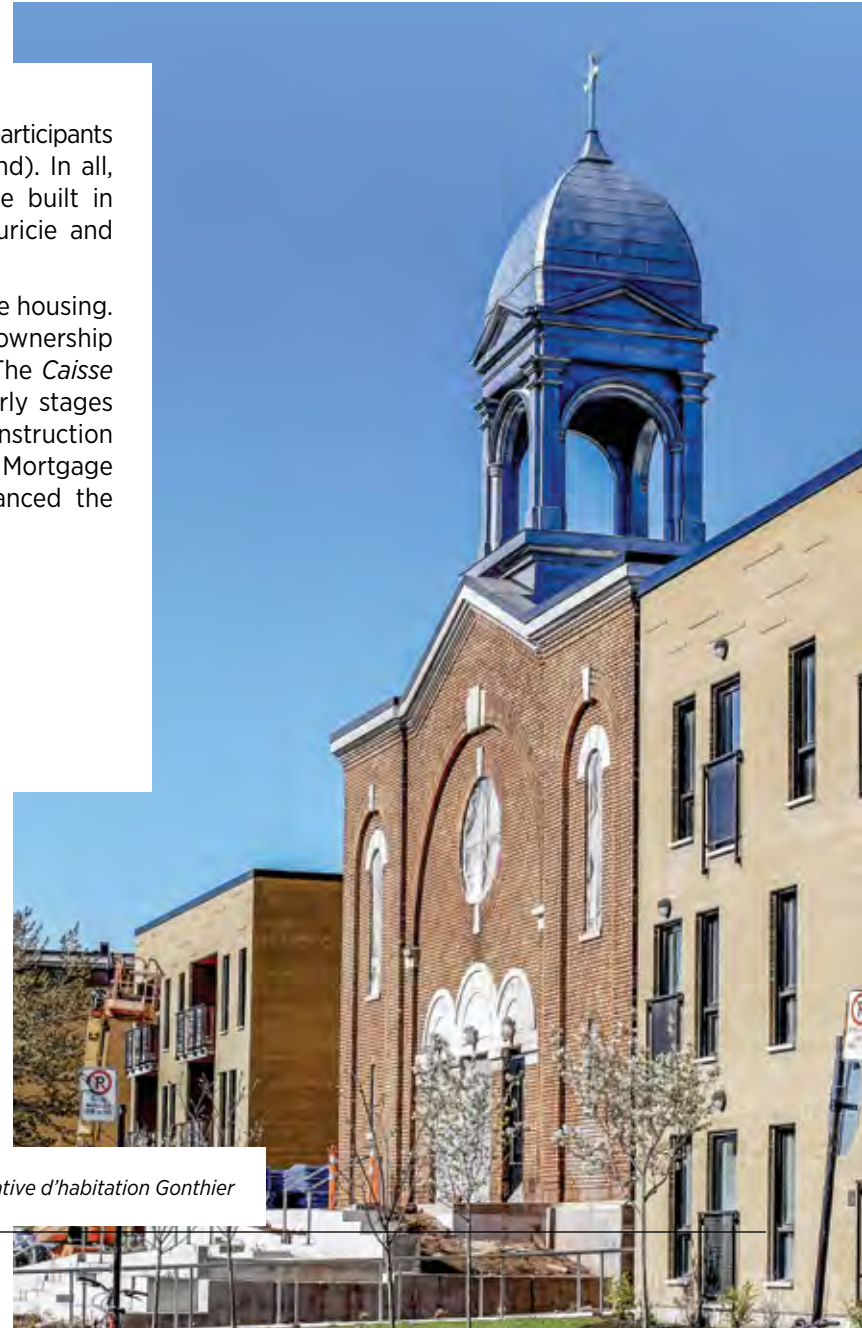 articipants
nd). In all,
e built in
uricie and
e housing.
ownership
The Caisse
rly stages
nstruction
Mortgage
anced the
ative d'habitation Gonthier